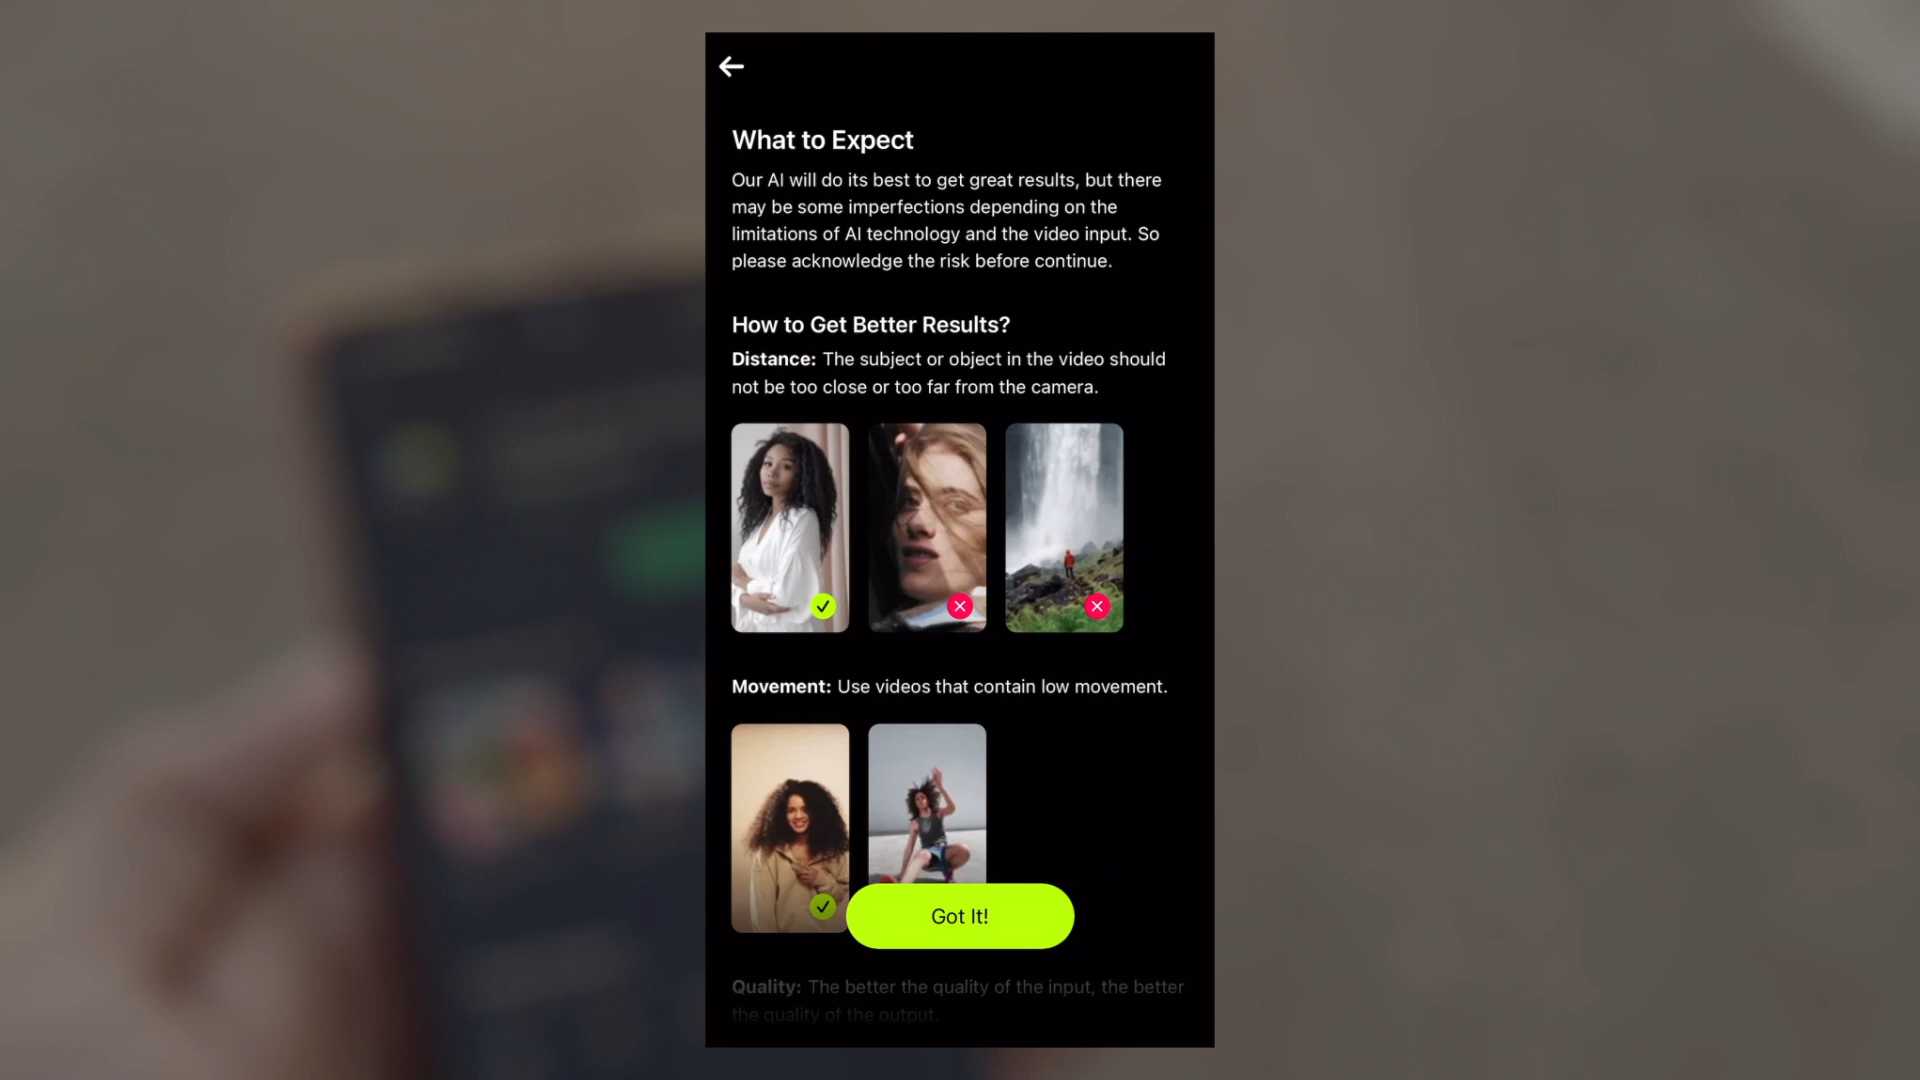 What to Expect
Our AI will do its best to get great results, but there
may be some imperfections depending on the
limitations of AI technology and the video input. So
please acknowledge the risk before continue.
How to Get Better Results?
Distance: The subject or object in the video should
not be too close or too far from the camera.
Movement: Use videos that contain low movement.
Got It!
Quality: The better the quality of the input, the better
the quality of the output.